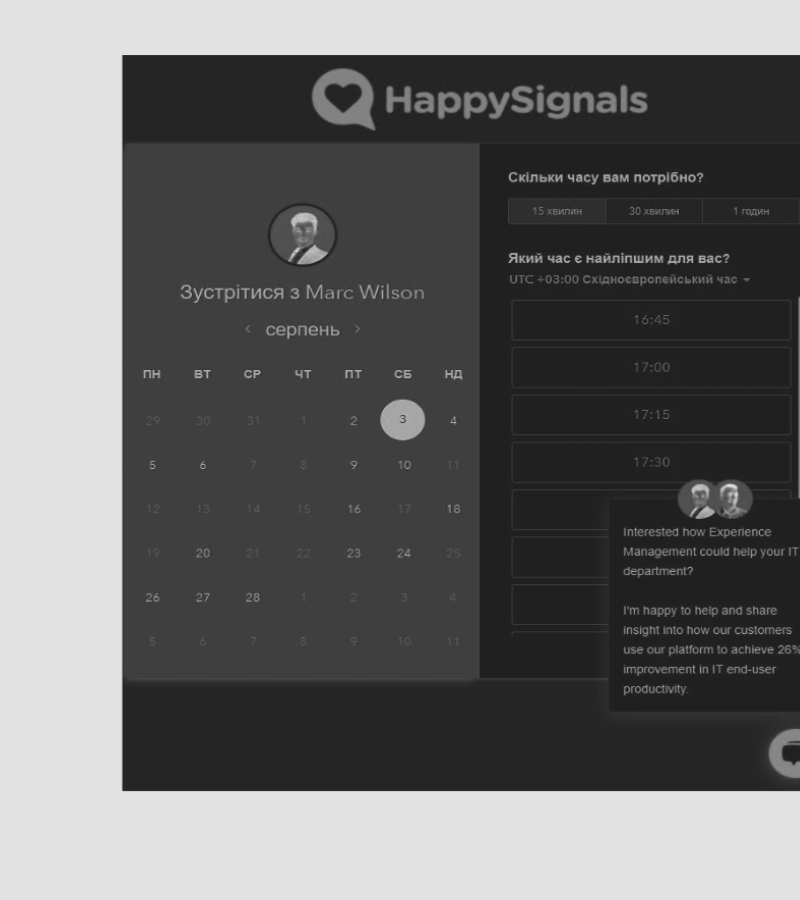 HappySignals
Зустрітися з Marc Wilson
серпень
ПН ВТ СР ЧТ ПТ СБ НД
29 30 31 1 2 3 4
5 6 7 8 9 10 11
12 13 14 15 16 17 18
19 20 21 22 23 24 25
26 27 28 1 2 3 4
5 6 7 8 9 10 11
Скільки часу вам потрібно?
15 хвилин 30 хвилин 1 годин
Який час є найліпшим для вас?
UTC +03:00 Східноєвропейський час
16:45
17:00
17:15
17:30
Interested how Experience
Management could help your IT
department?
I'm happy to help and share
insight into how our customers
use our platform to achieve 26%
improvement in IT end-user
productivity.